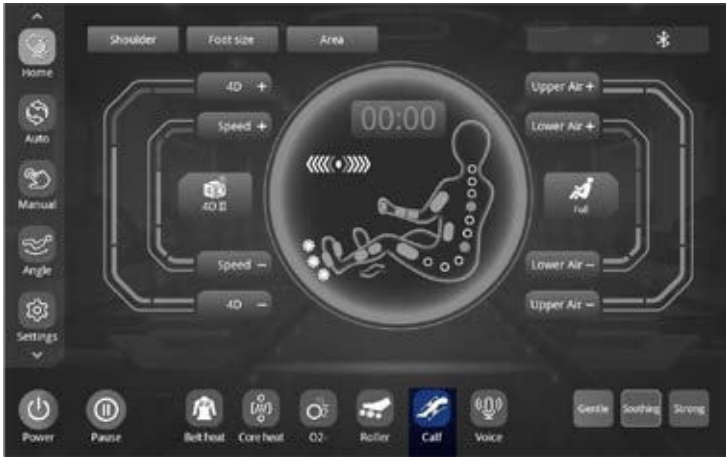 Shoulder
Foot size
Area
Home
Auto
Manual
Angle
Settings
4D +
Speed +
4D II
Speed −
4D −
00:00
Upper Air +
Lower Air +
Full
Lower Air −
Upper Air −
Power
Pause
Belt heat
Core heat
O2-
Roller
Calf
Voice
Gentle
Soothing
Strong